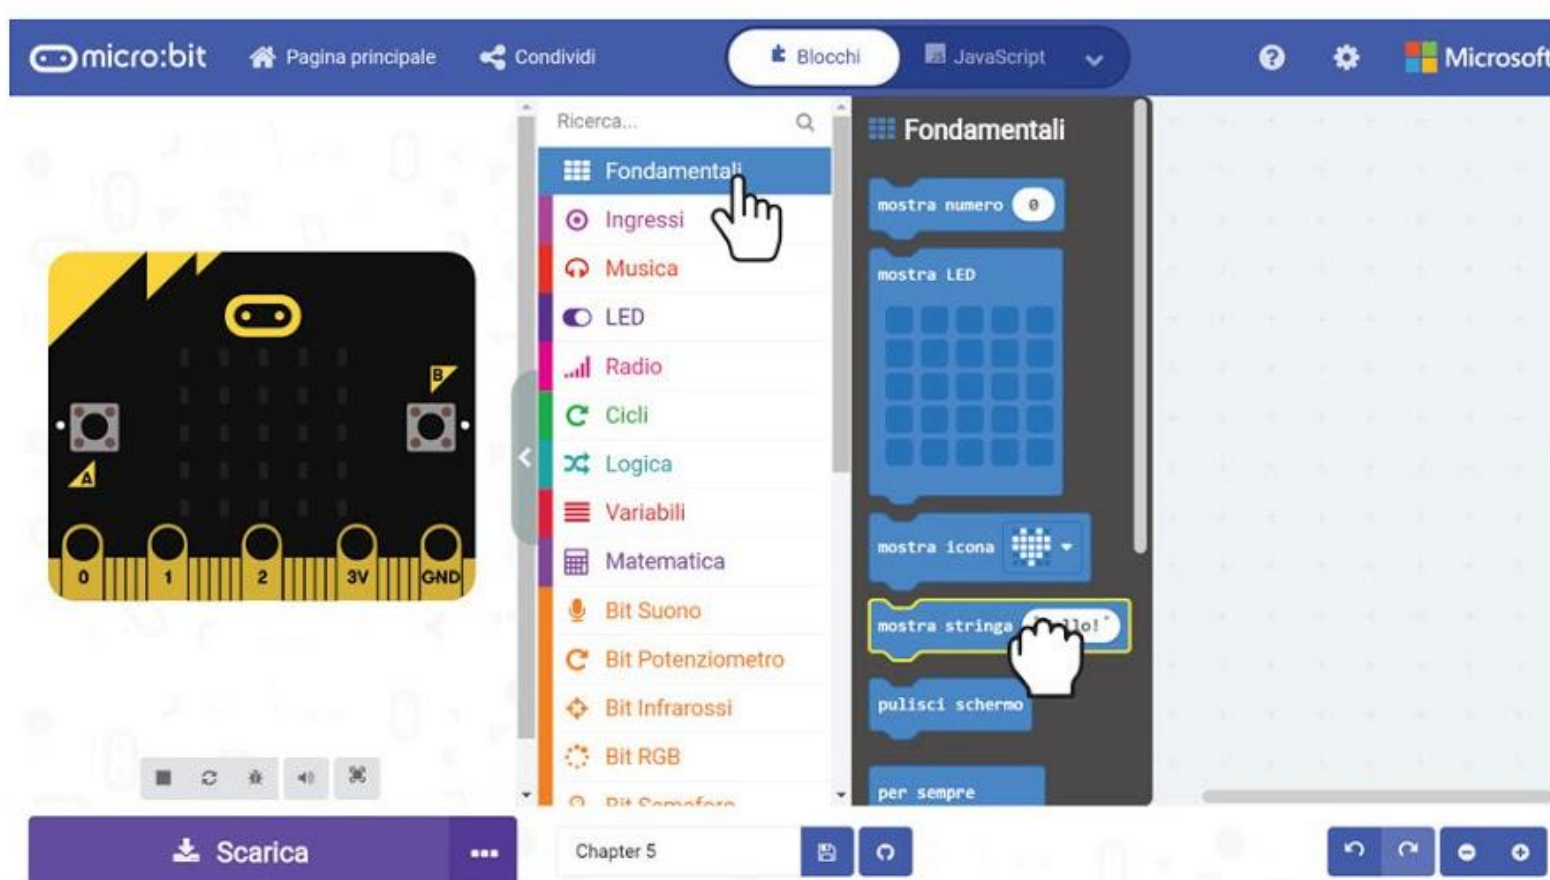 micro:bit
Pagina principale
Condividi
Blocchi
JavaScript
Microsoft
Ricerca...
Fondamentali
Ingressi
Musica
LED
Radio
Cicli
Logica
Variabili
Matematica
Bit Suono
Bit Potenziometro
Bit Infrarossi
Bit RGB
Bit Semaforo
Fondamentali
mostra numero 0
mostra LED
mostra icona
mostra stringa
pulisci schermo
per sempre
B
A
0 1 2 3V GND
Scarica
Chapter 5